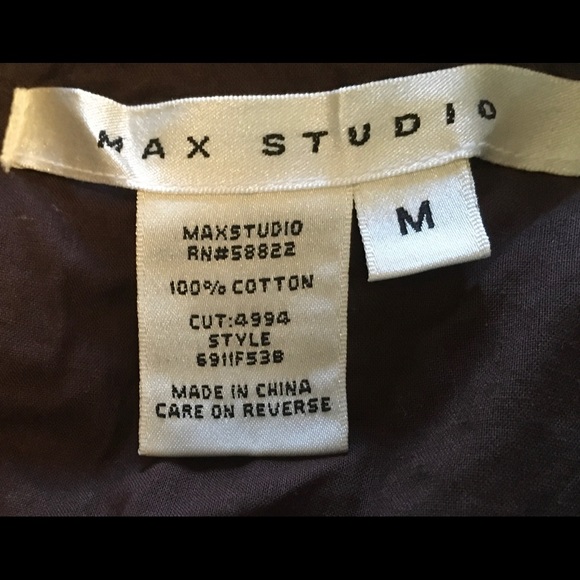 MAX STUDIO
M
MAXSTUDIO
RN#58822
100% COTTON
CUT:4994
STYLE
6911F538
MADE IN CHINA
CARE ON REVERSE